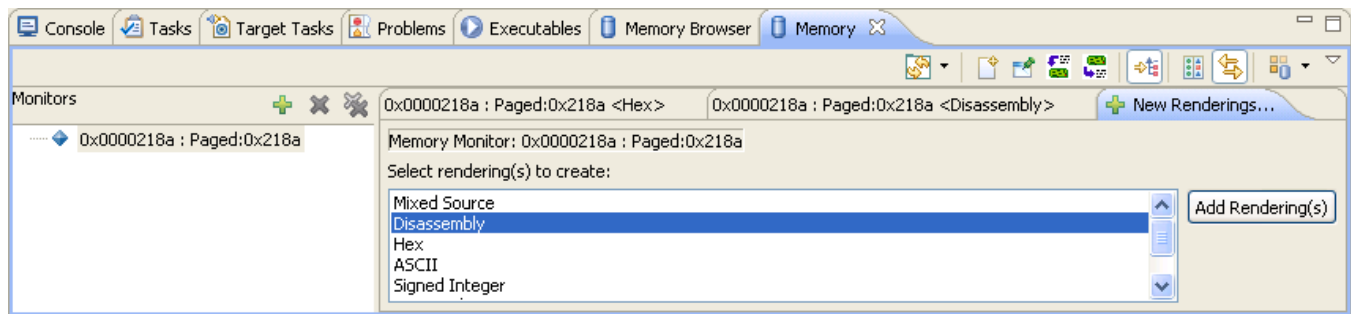 Console Tasks Target Tasks Problems Executables Memory Browser Memory
Monitors
0x0000218a : Paged:0x218a <Hex> 0x0000218a : Paged:0x218a <Disassembly> New Renderings...
0x0000218a : Paged:0x218a
Memory Monitor: 0x0000218a : Paged:0x218a
Select rendering(s) to create:
Mixed Source
Disassembly
Hex
ASCII
Signed Integer
Add Rendering(s)